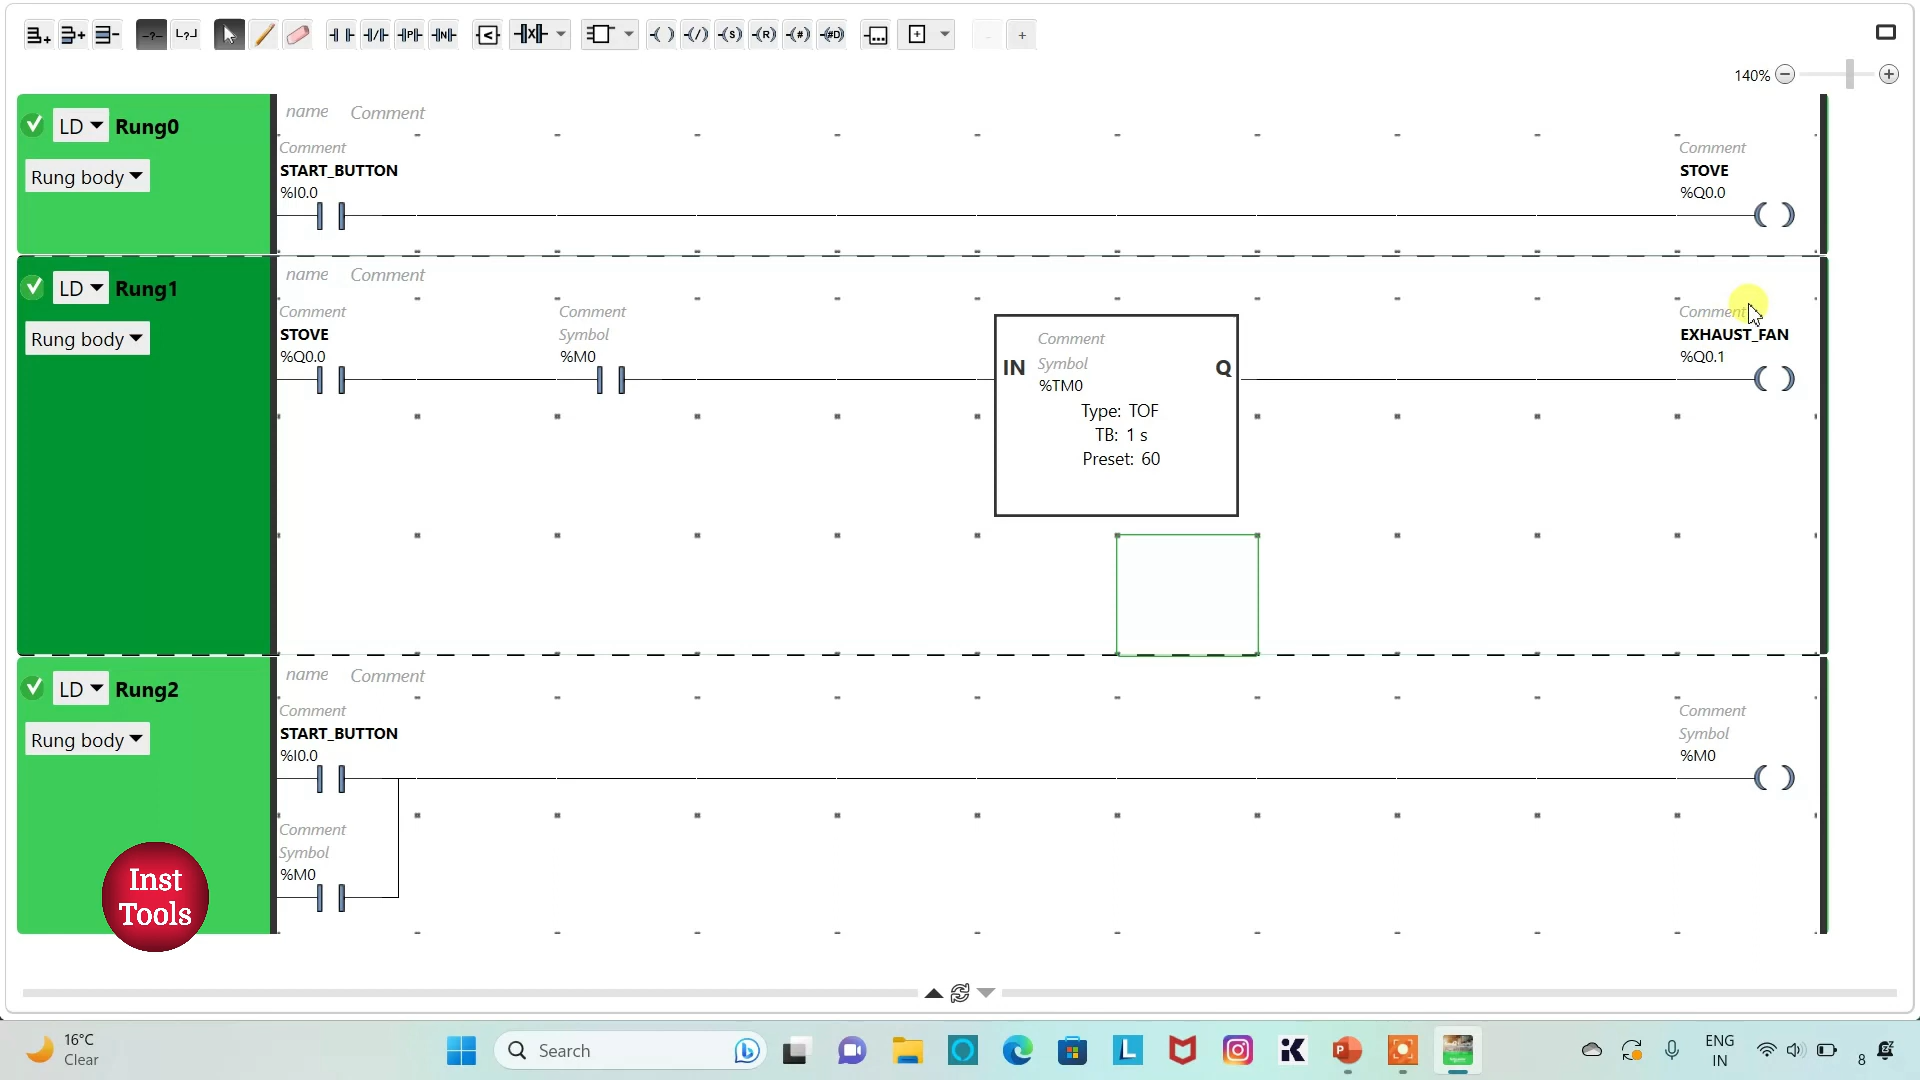 140%
LD Rung0
name Comment
Rung body
Comment
START_BUTTON
%I0.0
Comment
STOVE
%Q0.0
LD Rung1
name Comment
Rung body
Comment
STOVE
%Q0.0
Comment
Symbol
%M0
Comment
IN Symbol Q
%TM0
Type: TOF
TB: 1 s
Preset: 60
Comment
EXHAUST_FAN
%Q0.1
LD Rung2
name Comment
Rung body
Comment
START_BUTTON
%I0.0
Comment
Symbol
%M0
Comment
Symbol
%M0
Inst
Tools
16°C
Clear
Search
ENG
IN
8